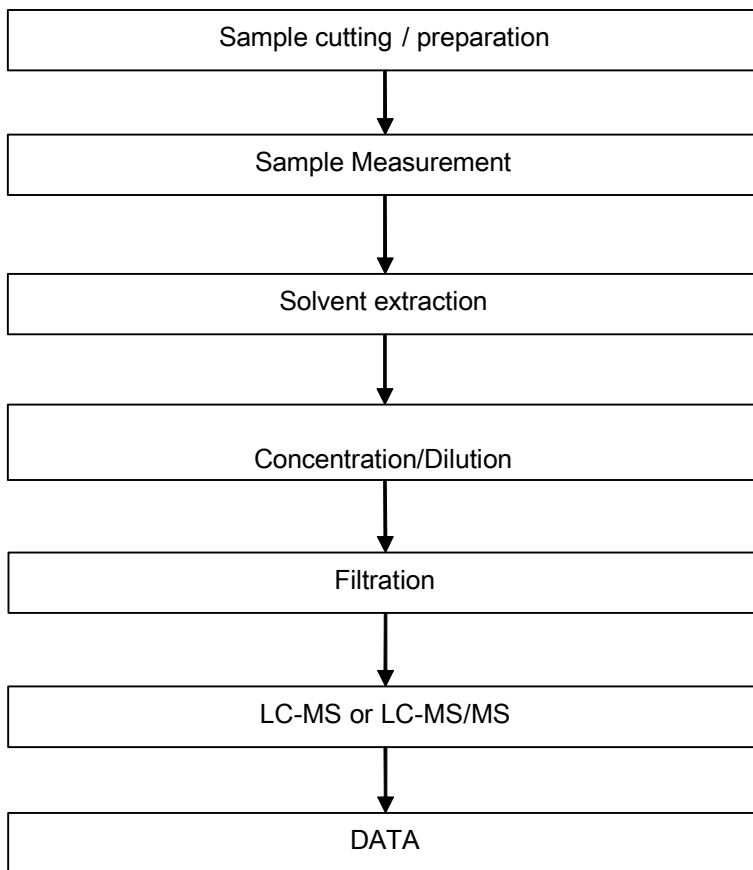 Sample cutting / preparation
Sample Measurement
Solvent extraction
Concentration/Dilution
Filtration
LC-MS or LC-MS/MS
DATA